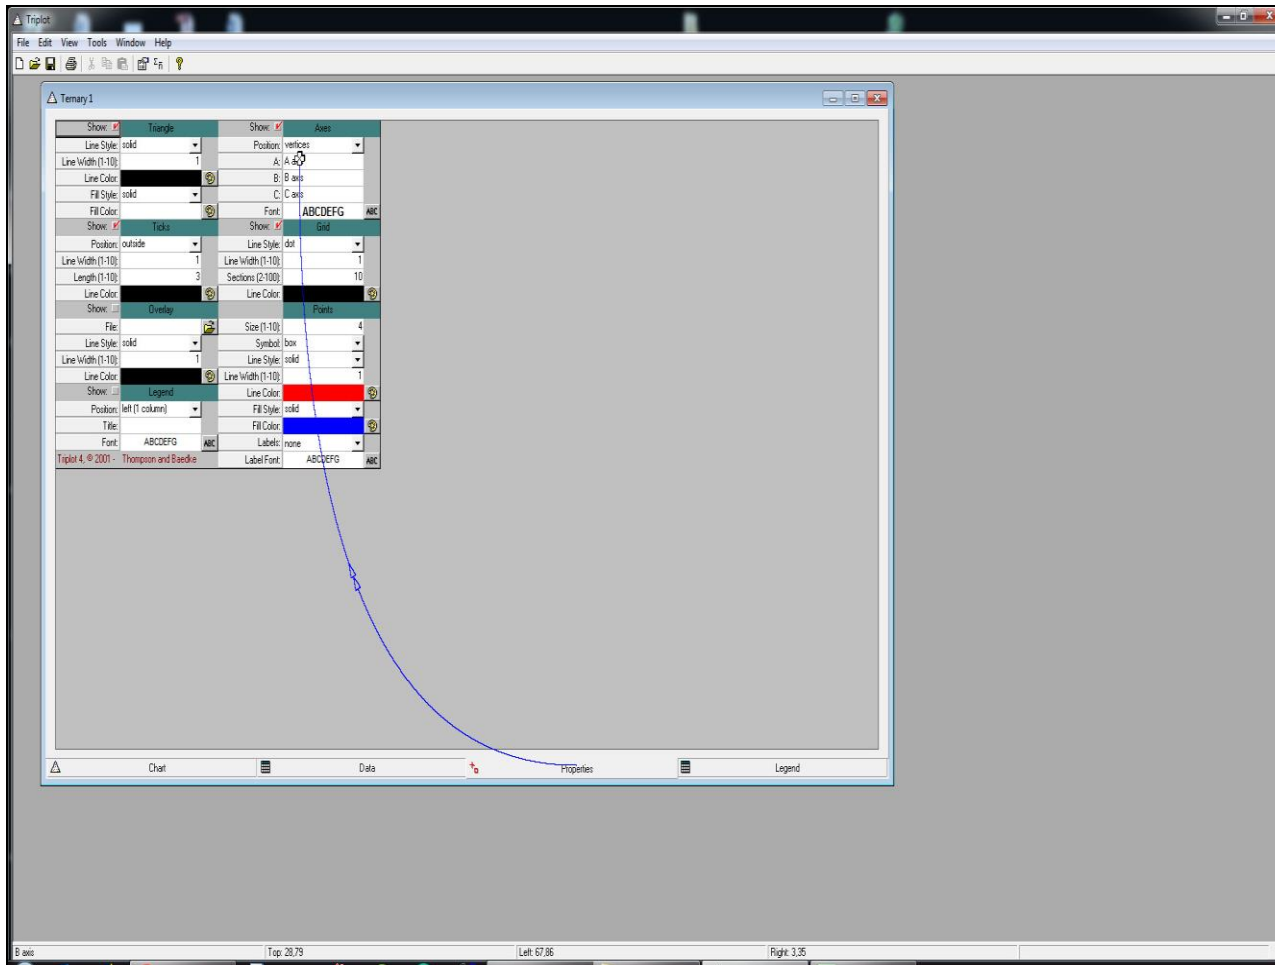 Triplot
File Edit View Tools Window Help
Ternary1
Show: Triangle Show: Axes
Line Style: solid Position: vertices
Line Width (1-10): 1 A: A
Line Color: B: B axis
Fill Style: solid C: C axis
Fill Color: Font: ABCDEFG ABC
Show: Ticks Show: Grid
Position: outside Line Style: dot
Line Width (1-10): 1 Line Width (1-10): 1
Length (1-10): 3 Sections (2-100): 10
Line Color: Line Color:
Show: Overlay Points
File: Size (1-10): 4
Line Style: solid Symbol: box
Line Width (1-10): 1 Line Style: solid
Line Color: Line Width (1-10): 1
Show: Legend Line Color:
Position: left (1 column) Fill Style: solid
Title: Fill Color:
Font: ABCDEFG ABC Labels: none
Triplot 4, © 2001 - Thompson and Baedke Label Font: ABCDEFG ABC
Chart Data Properties Legend
B axis Top: 28,79 Left: 67,86 Right: 3,35